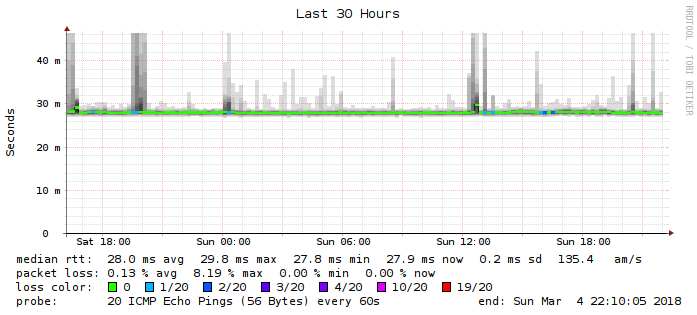 Last 30 Hours
RRDTOOL / TOBI OETIKER
Seconds
40 m
30 m
20 m
10 m
0
Sat 18:00 Sun 00:00 Sun 06:00 Sun 12:00 Sun 18:00
median rtt: 28.0 ms avg 29.8 ms max 27.8 ms min 27.9 ms now 0.2 ms sd 135.4 am/s
packet loss: 0.13 % avg 8.19 % max 0.00 % min 0.00 % now
loss color: 0 1/20 2/20 3/20 4/20 10/20 19/20
probe: 20 ICMP Echo Pings (56 Bytes) every 60s end: Sun Mar 4 22:10:05 2018